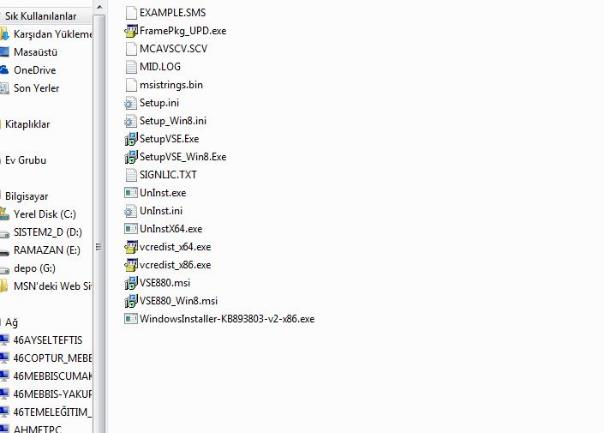 Sık Kullanılanlar
Karşıdan Yükleme
Masaüstü
OneDrive
Son Yerler
Kitaplıklar
Ev Grubu
Bilgisayar
Yerel Disk (C:)
SISTEM2_D (D:)
RAMAZAN (E:)
depo (G:)
MSN'deki Web Si
Ağ
46AYSELTEFTIS
46COPTUR_MEBE
46MEBBISCUMAK
46MEBBIS-YAKUP
46TEMELEĞITIM_
AHMETPC
EXAMPLE.SMS
FramePkg_UPD.exe
MCAVSCV.SCV
MID.LOG
msistrings.bin
Setup.ini
Setup_Win8.ini
SetupVSE.Exe
SetupVSE_Win8.Exe
SIGNLIC.TXT
UnInst.exe
UnInst.ini
UnInstX64.exe
vcredist_x64.exe
vcredist_x86.exe
VSE880.msi
VSE880_Win8.msi
WindowsInstaller-KB893803-v2-x86.exe